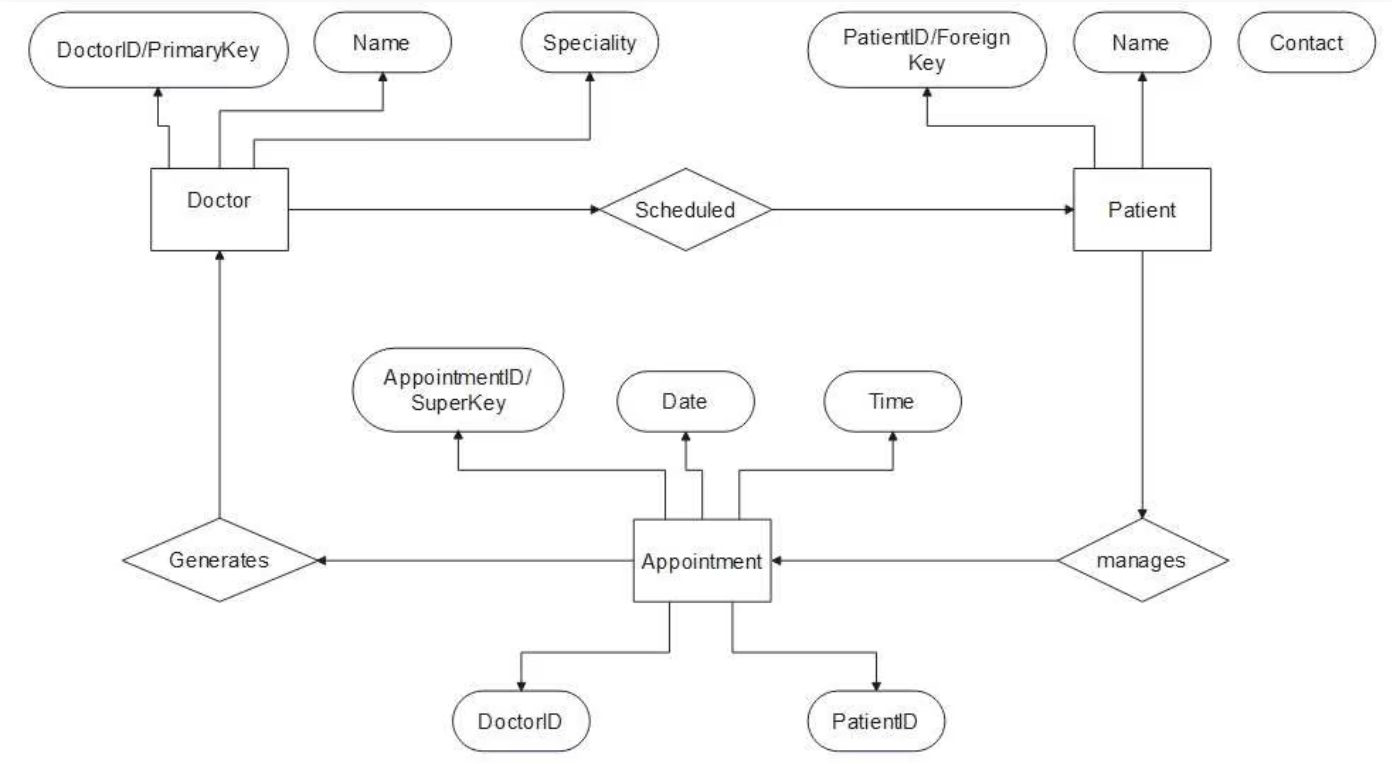 DoctorID/PrimaryKey
Name
Speciality
PatientID/Foreign
Key
Name
Contact
Doctor
Scheduled
Patient
AppointmentID/
SuperKey
Date
Time
Generates
Appointment
manages
DoctorID
PatientID